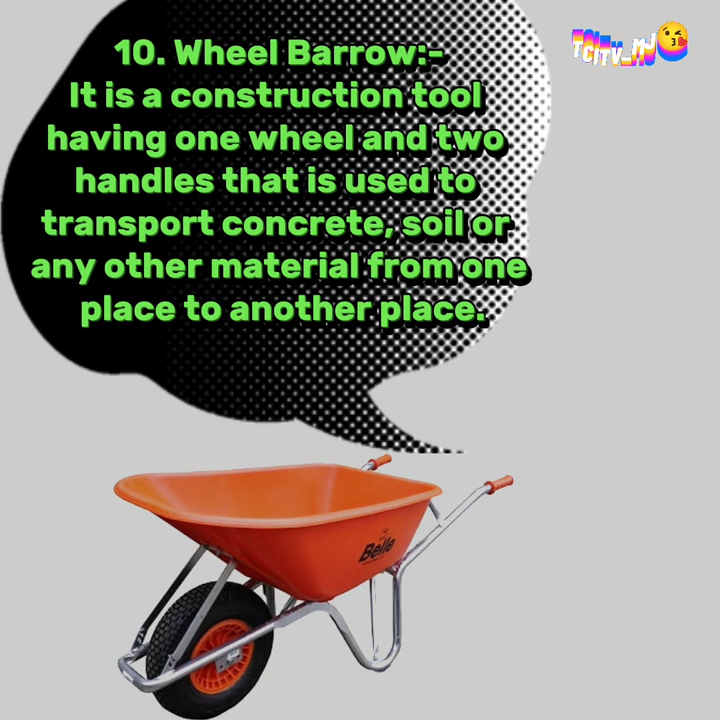 10. Wheel Barrow:-
It is a construction tool
having one wheel and two
handles that is used to
transport concrete, soil or
any other material from one
place to another place.
TCITY_MJ
Belle